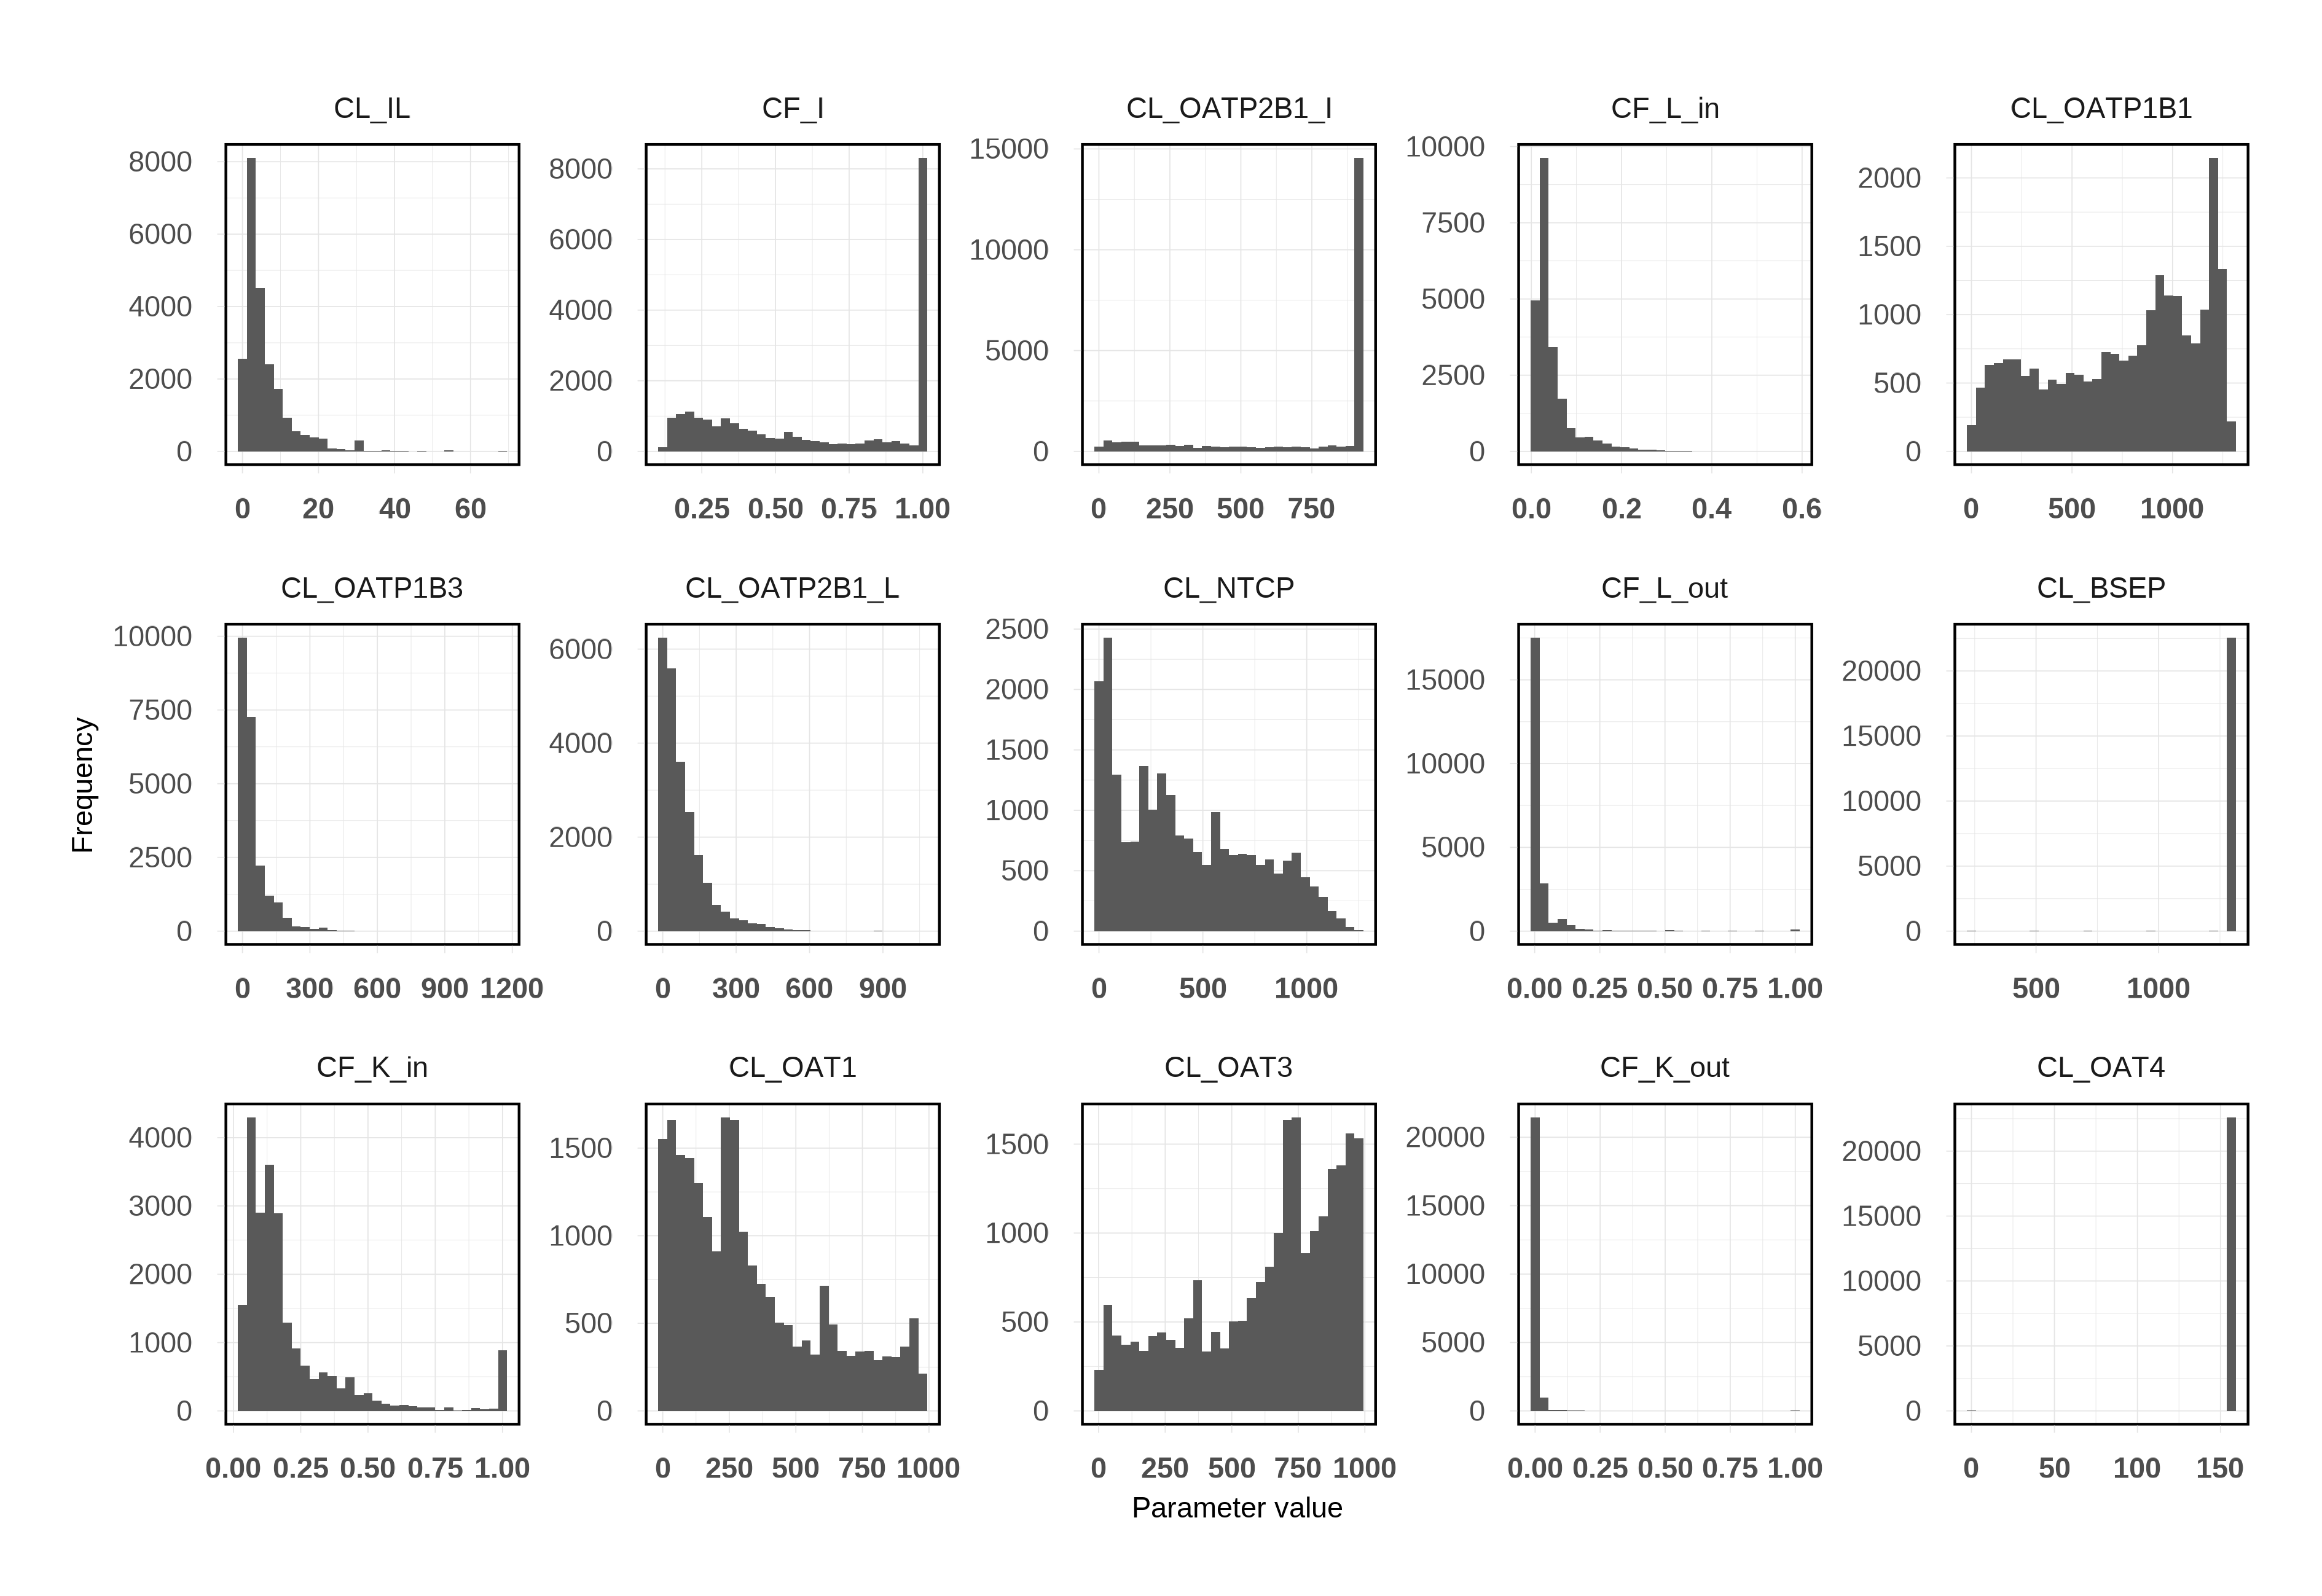 CL_IL CF_I CL_OATP2B1_I CF_L_in CL_OATP1B1
8000 6000 4000 2000 0
8000 6000 4000 2000 0
15000 10000 5000 0
10000 7500 5000 2500 0
2000 1500 1000 500 0
0 20 40 60
0.25 0.50 0.75 1.00
0 250 500 750
0.0 0.2 0.4 0.6
0 500 1000
CL_OATP1B3 CL_OATP2B1_L CL_NTCP CF_L_out CL_BSEP
Frequency
10000 7500 5000 2500 0
6000 4000 2000 0
2500 2000 1500 1000 500 0
15000 10000 5000 0
20000 15000 10000 5000 0
0 300 600 900 1200
0 300 600 900
0 500 1000
0.00 0.25 0.50 0.75 1.00
500 1000
CF_K_in CL_OAT1 CL_OAT3 CF_K_out CL_OAT4
4000 3000 2000 1000 0
1500 1000 500 0
1500 1000 500 0
20000 15000 10000 5000 0
20000 15000 10000 5000 0
0.00 0.25 0.50 0.75 1.00
0 250 500 750 1000
0 250 500 750 1000
0.00 0.25 0.50 0.75 1.00
0 50 100 150
Parameter value